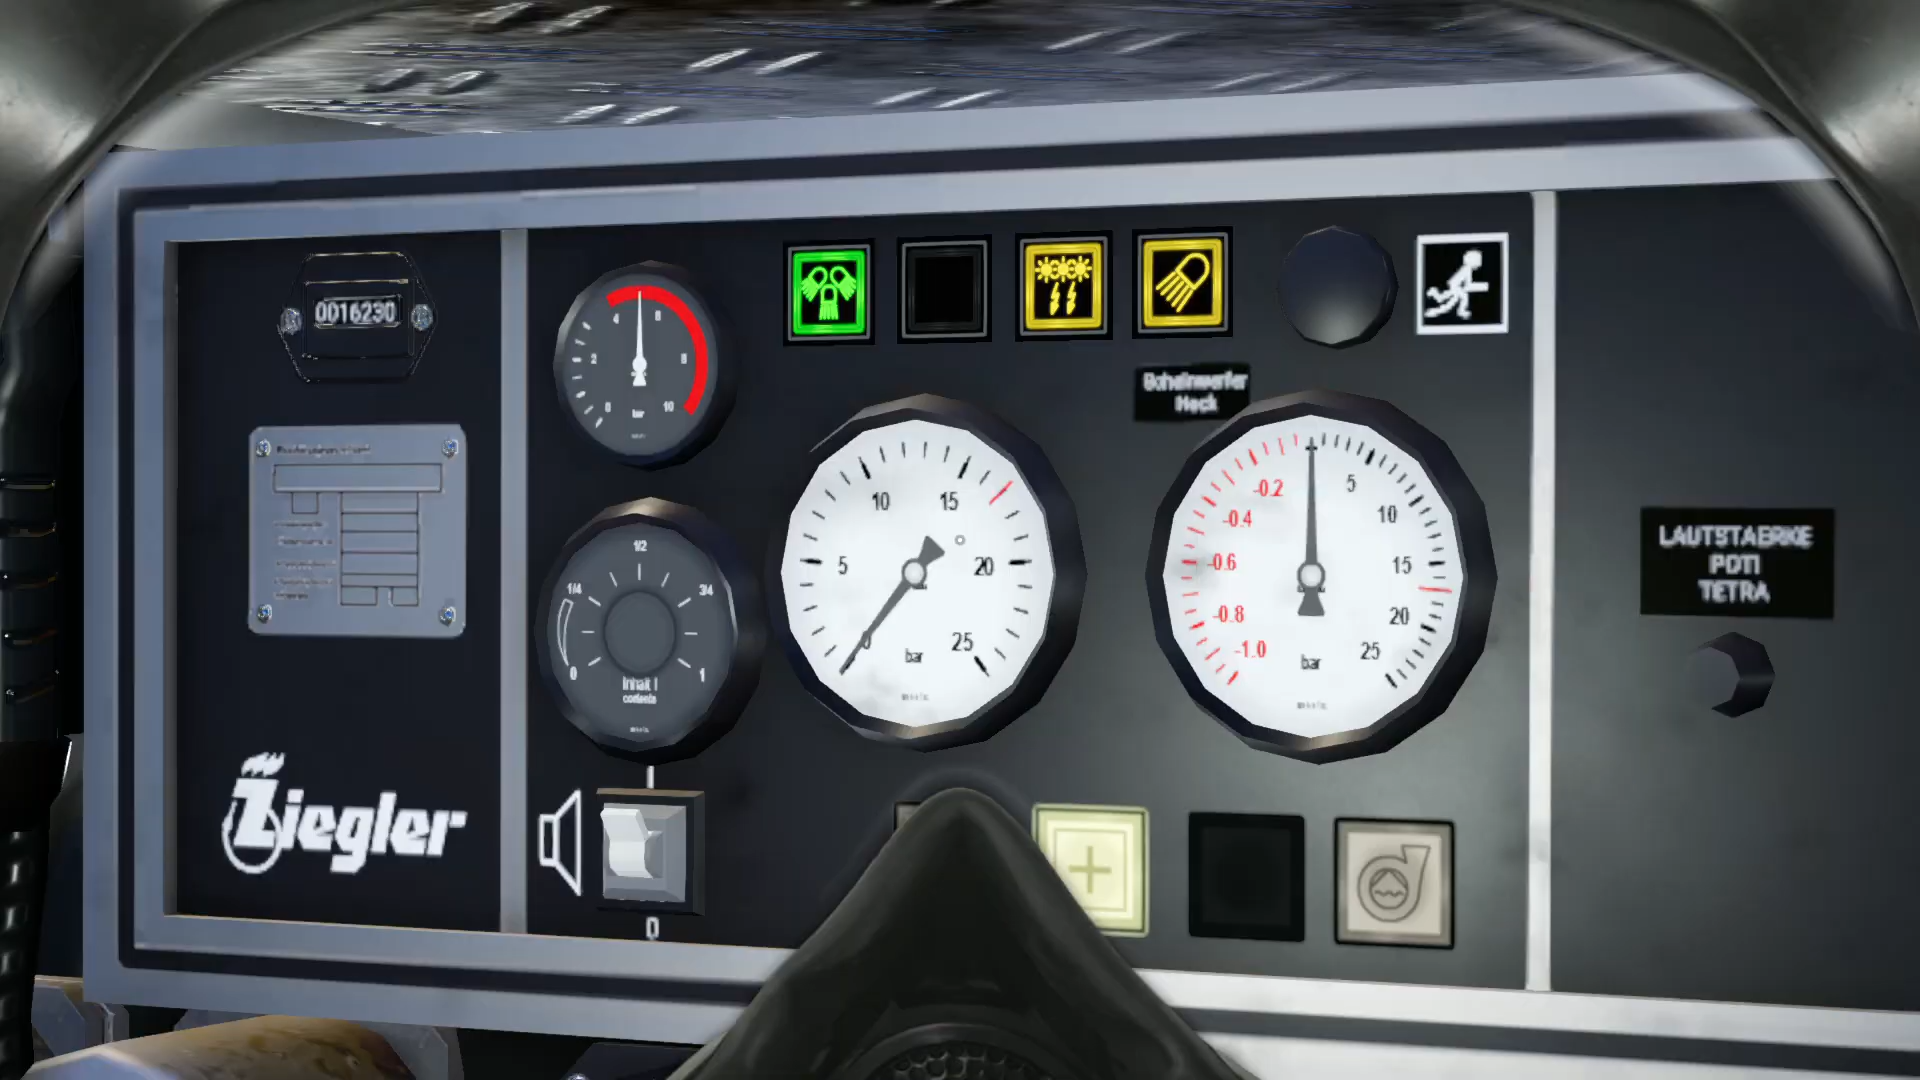 0016230
4
6
2
8
0
10
bar
1/2
1/4
3/4
0
1
Inhalt |
contents
Ziegler
0
10
15
5
20
0
25
bar
Scheinwerfer
Heck
-0.2
5
-0.4
10
-0.6
15
-0.8
20
-1.0
25
bar
LAUTSTAERKE
POTI
TETRA